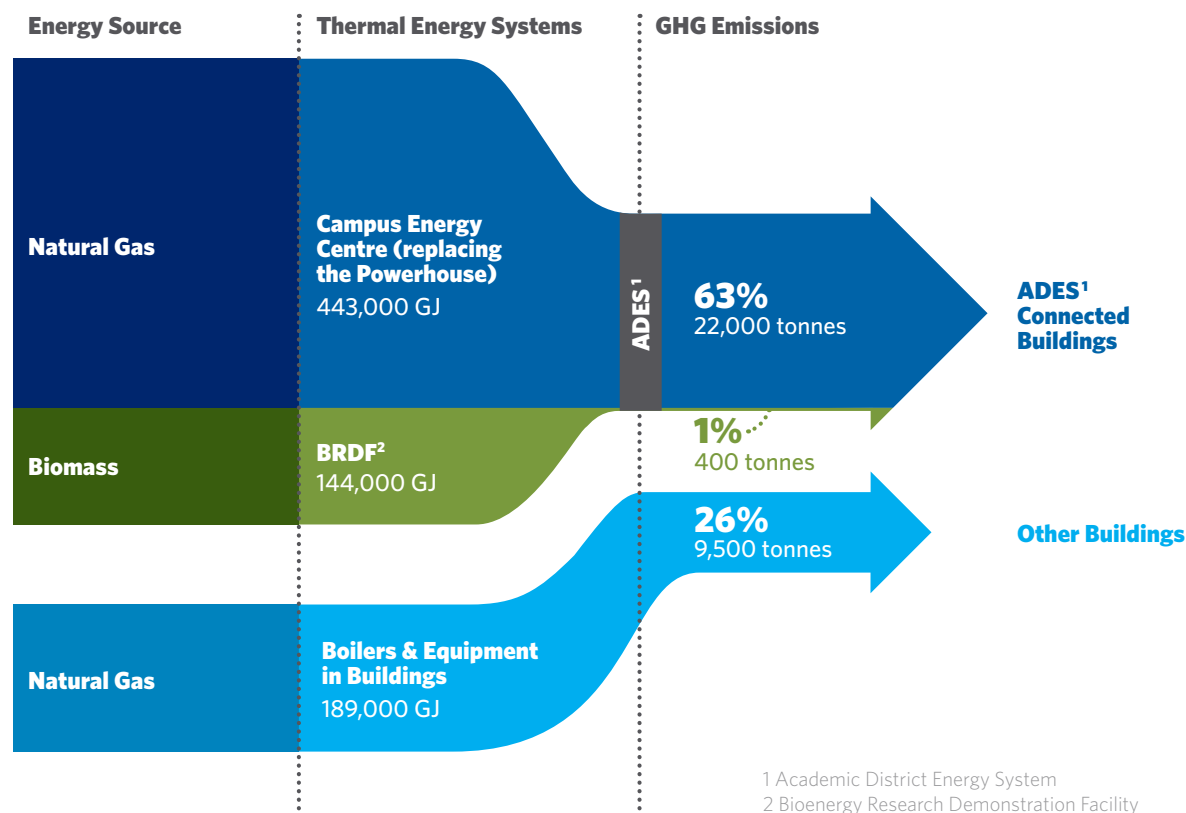 Energy Source
Thermal Energy Systems
GHG Emissions
Natural Gas
Campus Energy
Centre (replacing
the Powerhouse)
443,000 GJ
ADES¹
63%
22,000 tonnes
ADES¹
Connected
Buildings
Biomass
BRDF²
144,000 GJ
1%
400 tonnes
26%
9,500 tonnes
Other Buildings
Natural Gas
Boilers & Equipment
in Buildings
189,000 GJ
1 Academic District Energy System
2 Bioenergy Research Demonstration Facility